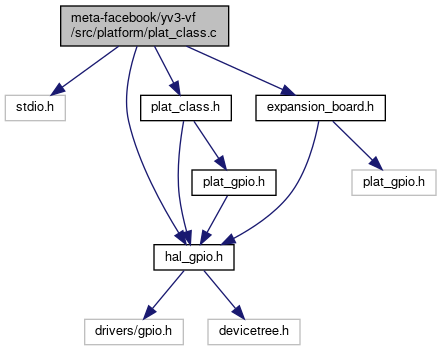 meta-facebook/yv3-vf
/src/platform/plat_class.c
stdio.h
plat_class.h
expansion_board.h
plat_gpio.h
plat_gpio.h
hal_gpio.h
drivers/gpio.h
devicetree.h